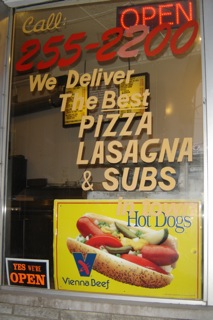 Call:
OPEN
255-2200
We Deliver
The Best
PIZZA
LASAGNA
& SUBS
Hot Dogs
V
Vienna Beef
YES WE'RE
OPEN